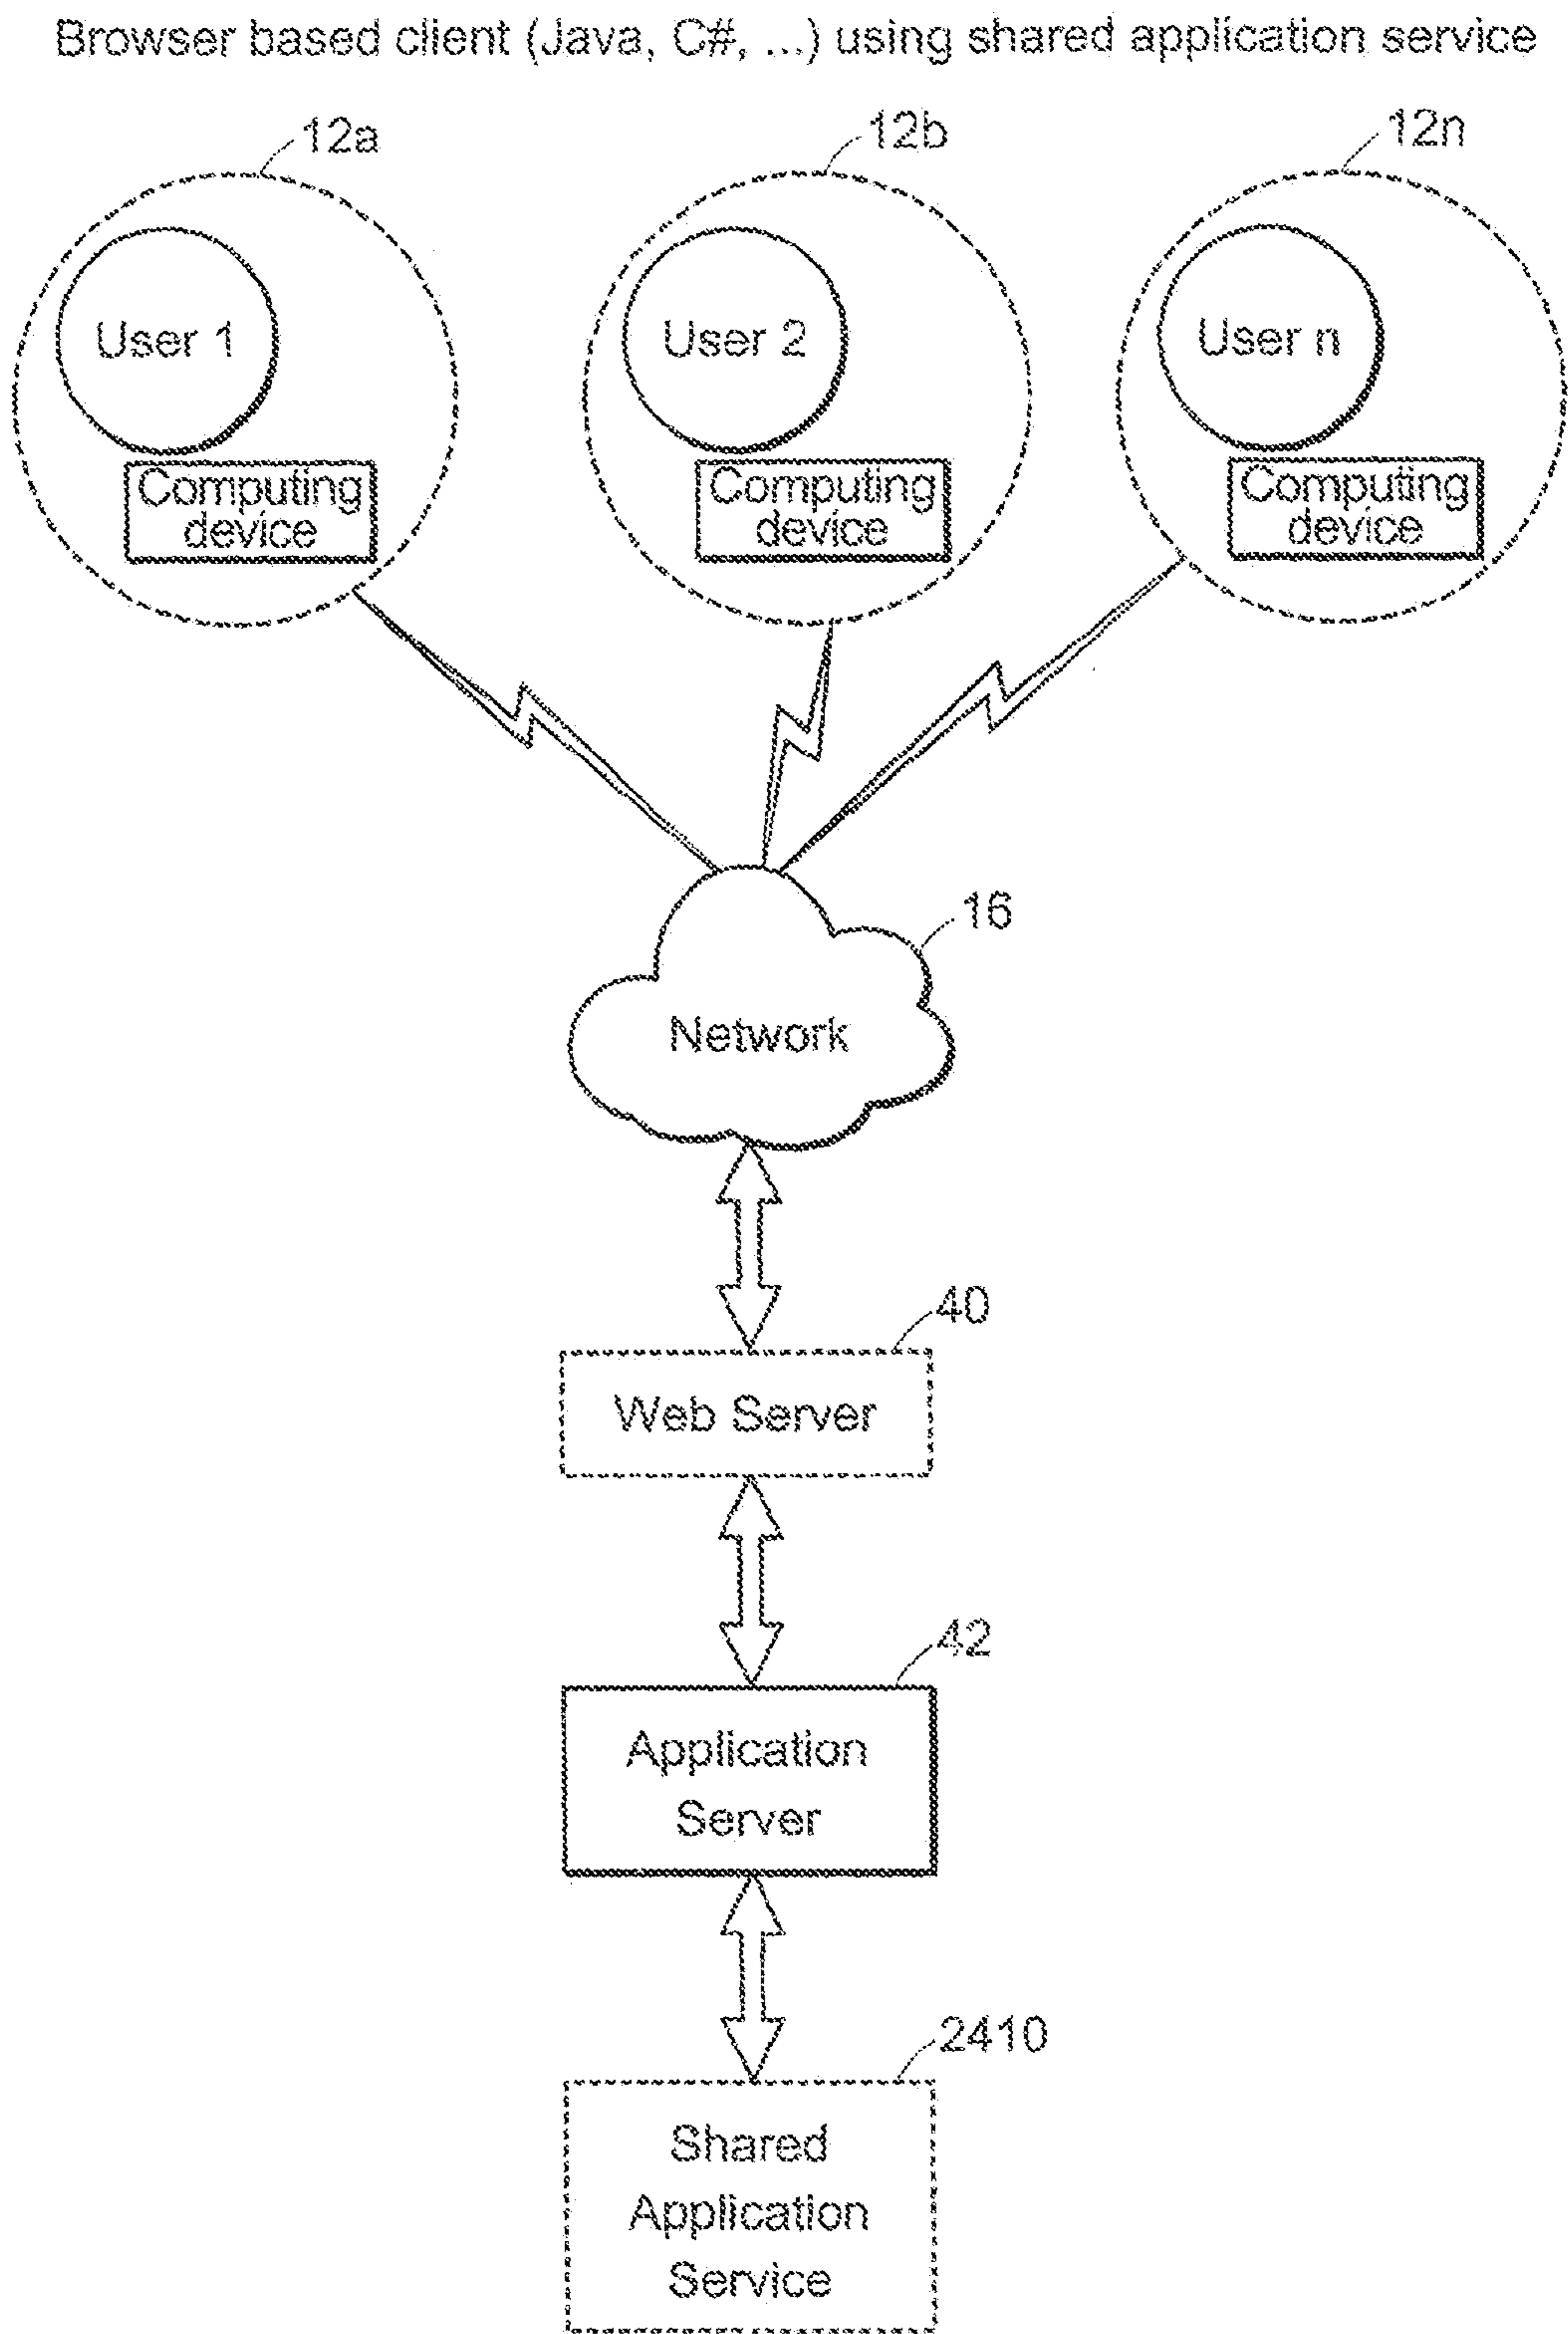 Browser based client (Java, C#, ...) using shared application service
12a
12b
12n
User 1
User 2
User n
Computing
device
Computing
device
Computing
device
16
Network
40
Web Server
42
Application
Server
2410
Shared
Application
Service